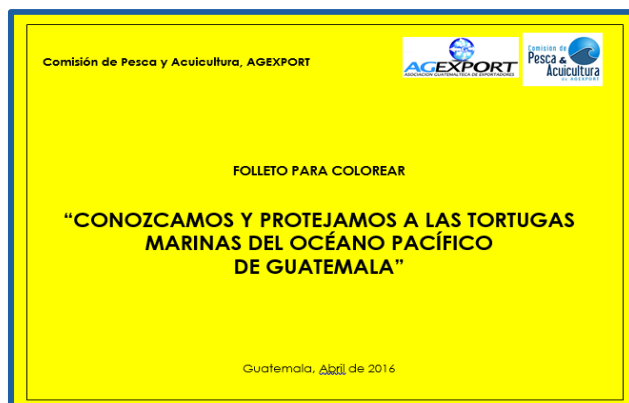 Comisión de Pesca y Acuicultura, AGEXPORT
AGEXPORT
ASOCIACION GUATEMALTECA DE EXPORTADORES
Comisión de
Pesca &
Acuicultura
de AGEXPORT
FOLLETO PARA COLOREAR
“CONOZCAMOS Y PROTEJAMOS A LAS TORTUGAS
MARINAS DEL OCÉANO PACÍFICO
DE GUATEMALA”
Guatemala, Abril de 2016